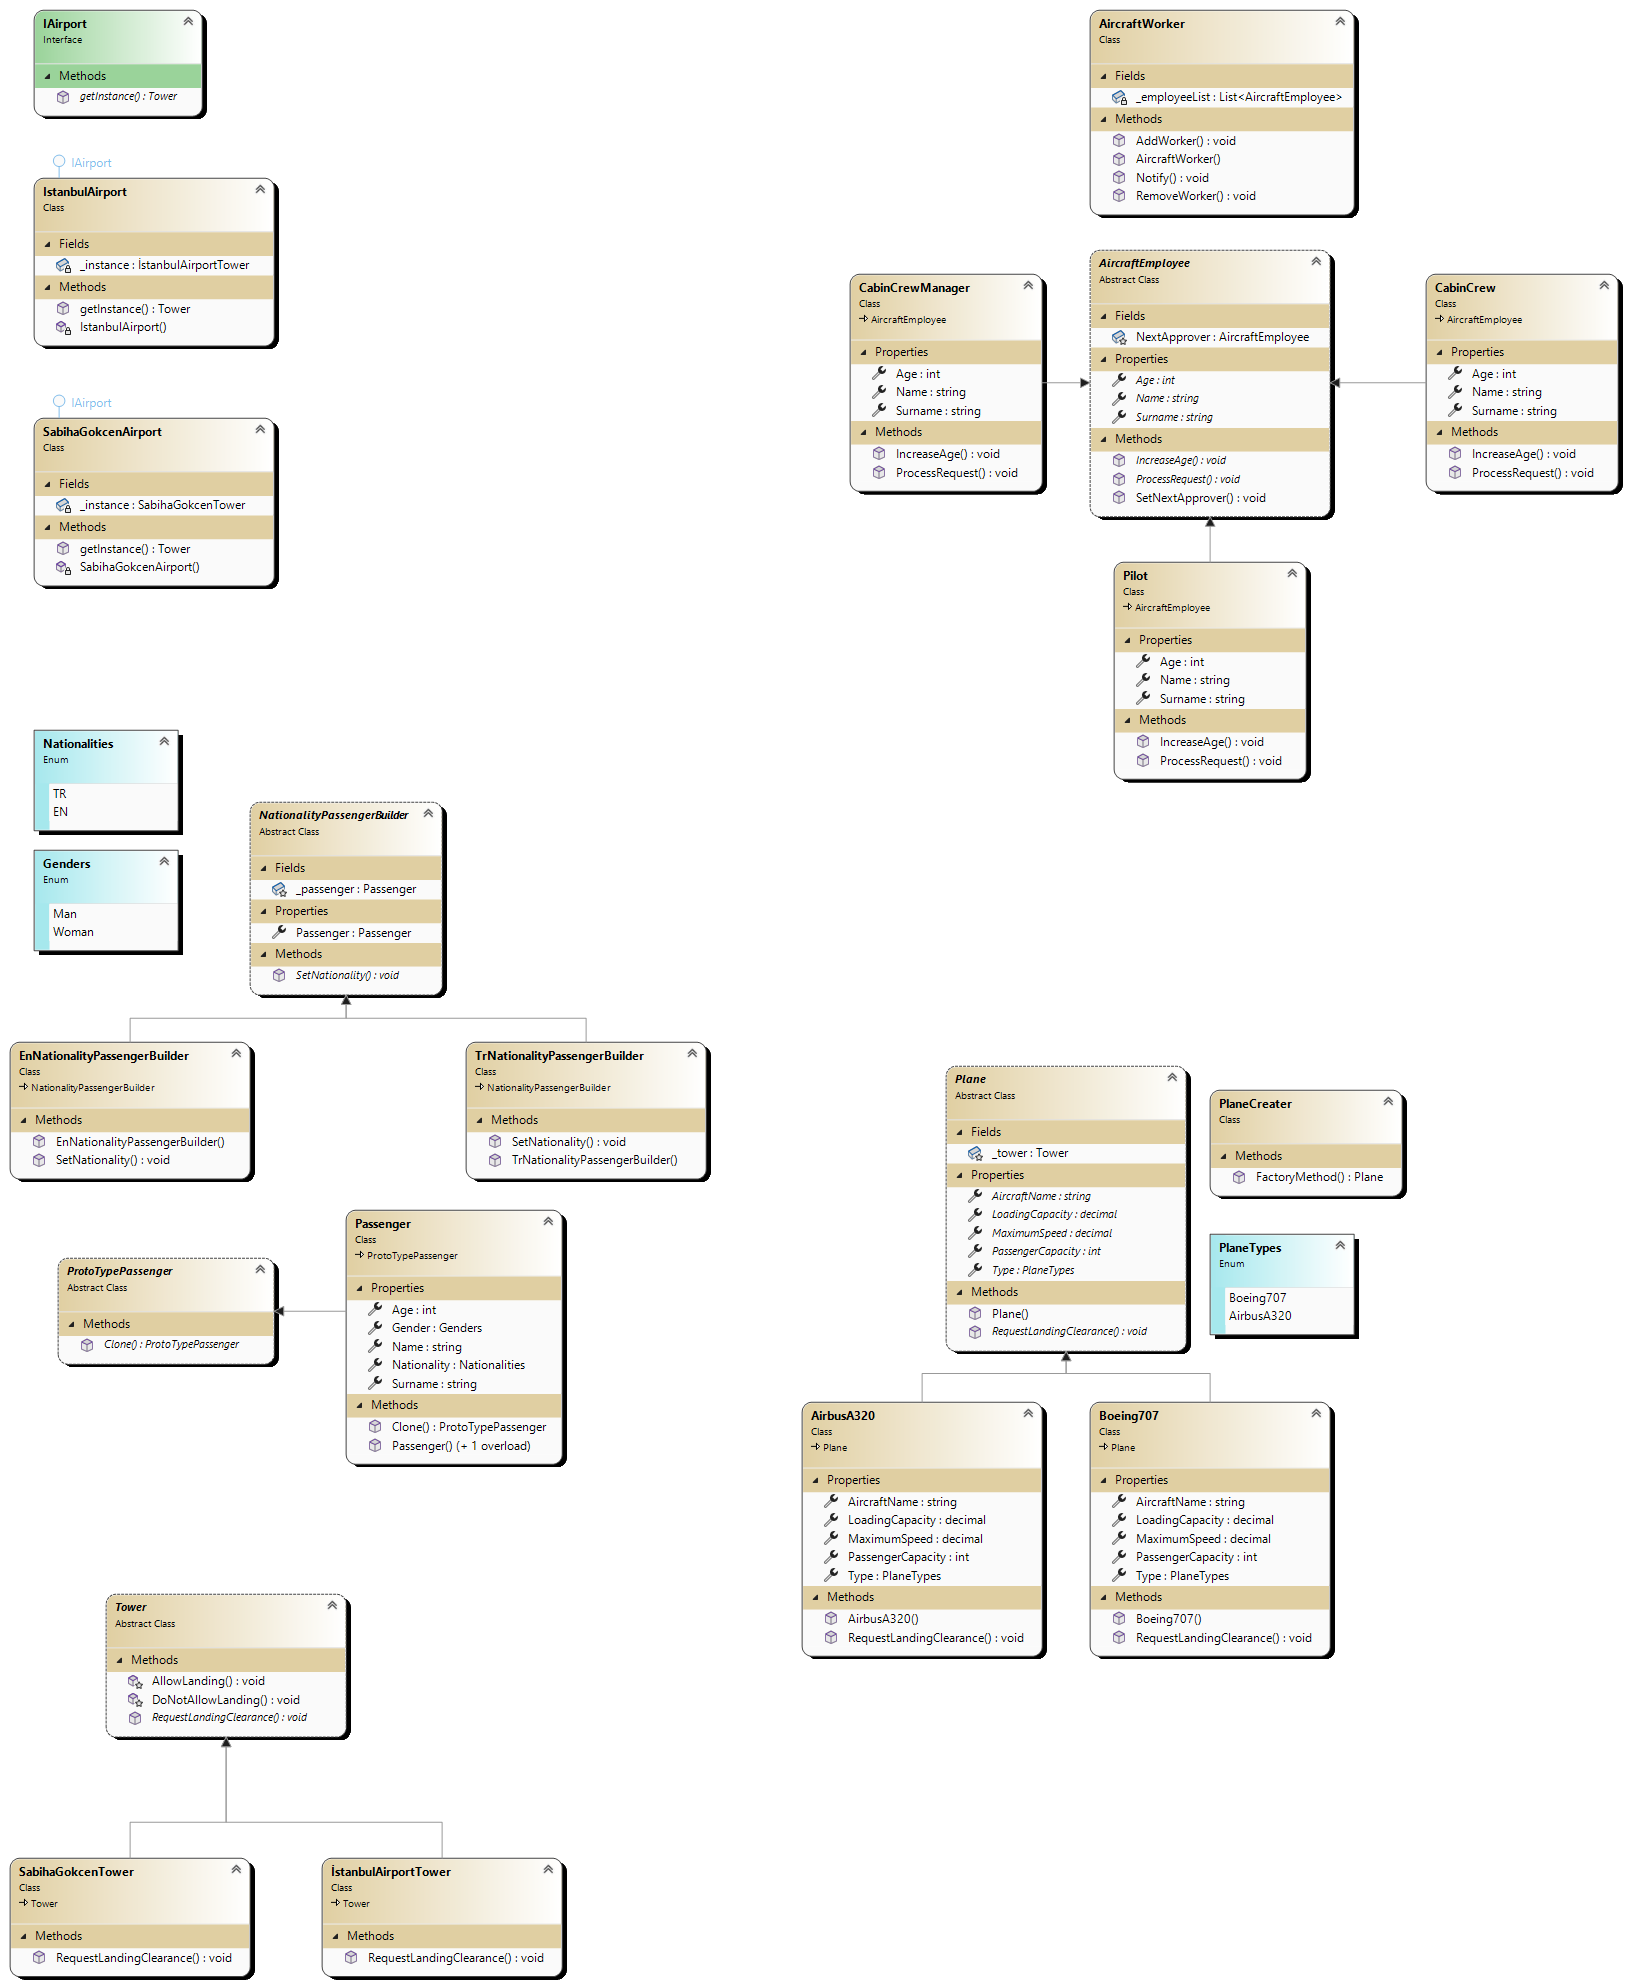 IAirport
Interface
Methods
getInstance() : Tower
IAirport
IstanbulAirport
Class
Fields
_instance : İstanbulAirportTower
Methods
getInstance() : Tower
IstanbulAirport()
IAirport
SabihaGokcenAirport
Class
Fields
_instance : SabihaGokcenTower
Methods
getInstance() : Tower
SabihaGokcenAirport()
AircraftWorker
Class
Fields
_employeeList : List<AircraftEmployee>
Methods
AddWorker() : void
AircraftWorker()
Notify() : void
RemoveWorker() : void
CabinCrewManager
Class
AircraftEmployee
Properties
Age : int
Name : string
Surname : string
Methods
IncreaseAge() : void
ProcessRequest() : void
AircraftEmployee
Abstract Class
Fields
NextApprover : AircraftEmployee
Properties
Age : int
Name : string
Surname : string
Methods
IncreaseAge() : void
ProcessRequest() : void
SetNextApprover() : void
CabinCrew
Class
AircraftEmployee
Properties
Age : int
Name : string
Surname : string
Methods
IncreaseAge() : void
ProcessRequest() : void
Pilot
Class
AircraftEmployee
Properties
Age : int
Name : string
Surname : string
Methods
IncreaseAge() : void
ProcessRequest() : void
Nationalities
Enum
TR
EN
Genders
Enum
Man
Woman
NationalityPassengerBuilder
Abstract Class
Fields
_passenger : Passenger
Properties
Passenger : Passenger
Methods
SetNationality() : void
EnNationalityPassengerBuilder
Class
NationalityPassengerBuilder
Methods
EnNationalityPassengerBuilder()
SetNationality() : void
TrNationalityPassengerBuilder
Class
NationalityPassengerBuilder
Methods
SetNationality() : void
TrNationalityPassengerBuilder()
ProtoTypePassenger
Abstract Class
Methods
Clone() : ProtoTypePassenger
Passenger
Class
ProtoTypePassenger
Properties
Age : int
Gender : Genders
Name : string
Nationality : Nationalities
Surname : string
Methods
Clone() : ProtoTypePassenger
Passenger() (+ 1 overload)
Plane
Abstract Class
Fields
_tower : Tower
Properties
AircraftName : string
LoadingCapacity : decimal
MaximumSpeed : decimal
PassengerCapacity : int
Type : PlaneTypes
Methods
Plane()
RequestLandingClearance() : void
PlaneCreater
Class
Methods
FactoryMethod() : Plane
PlaneTypes
Enum
Boeing707
AirbusA320
AirbusA320
Class
Plane
Properties
AircraftName : string
LoadingCapacity : decimal
MaximumSpeed : decimal
PassengerCapacity : int
Type : PlaneTypes
Methods
AirbusA320()
RequestLandingClearance() : void
Boeing707
Class
Plane
Properties
AircraftName : string
LoadingCapacity : decimal
MaximumSpeed : decimal
PassengerCapacity : int
Type : PlaneTypes
Methods
Boeing707()
RequestLandingClearance() : void
Tower
Abstract Class
Methods
AllowLanding() : void
DoNotAllowLanding() : void
RequestLandingClearance() : void
SabihaGokcenTower
Class
Tower
Methods
RequestLandingClearance() : void
İstanbulAirportTower
Class
Tower
Methods
RequestLandingClearance() : void